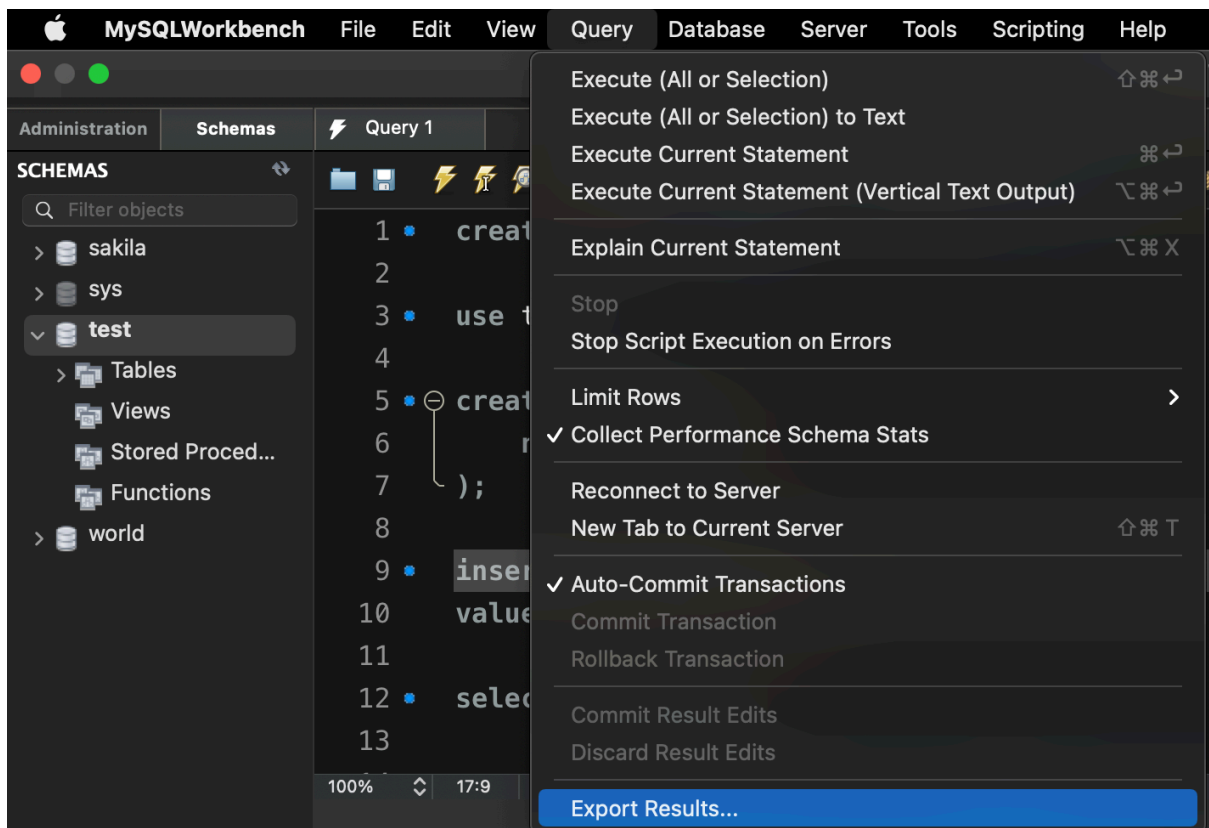 MySQLWorkbench File Edit View Query Database Server Tools Scripting Help
Administration Schemas Query 1
SCHEMAS
Filter objects
sakila
sys
test
Tables
Views
Stored Proced...
Functions
world
1 creat
2
3 use t
4
5 creat
6
7 );
8
9 inser
10 value
11
12 selec
13
100% 17:9
Execute (All or Selection) ⇧⌘↩
Execute (All or Selection) to Text
Execute Current Statement ⌘↩
Execute Current Statement (Vertical Text Output) ⌥⌘↩
Explain Current Statement ⌥⌘X
Stop
Stop Script Execution on Errors
Limit Rows
✓ Collect Performance Schema Stats
Reconnect to Server
New Tab to Current Server ⇧⌘T
✓ Auto-Commit Transactions
Commit Transaction
Rollback Transaction
Commit Result Edits
Discard Result Edits
Export Results...